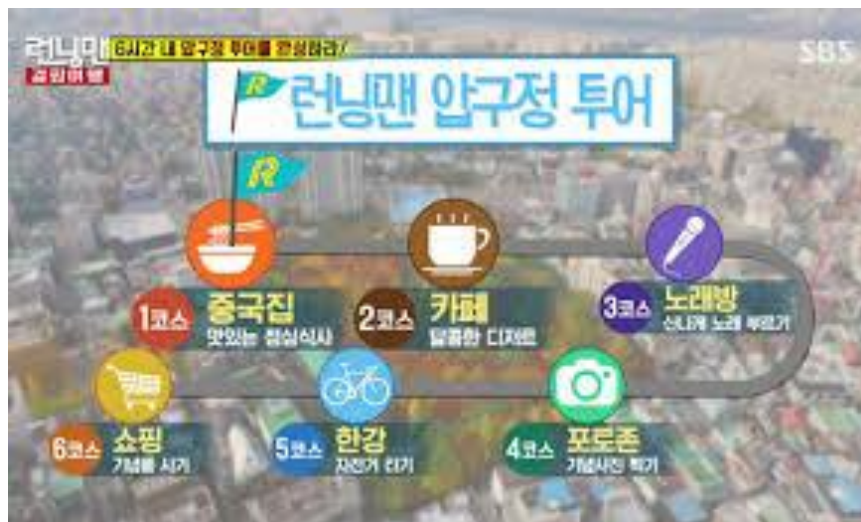 런닝맨
6시간 내 압구정 투어를 완성하라!
SBS
R 런닝맨 압구정 투어
R
1코스 중국집
맛있는 점심식사
2코스 카페
달콤한 디저트
3코스 노래방
신나게 노래 부르기
6코스 쇼핑
기념품 사기
5코스 한강
자전거 타기
4코스 포토존
기념사진 찍기